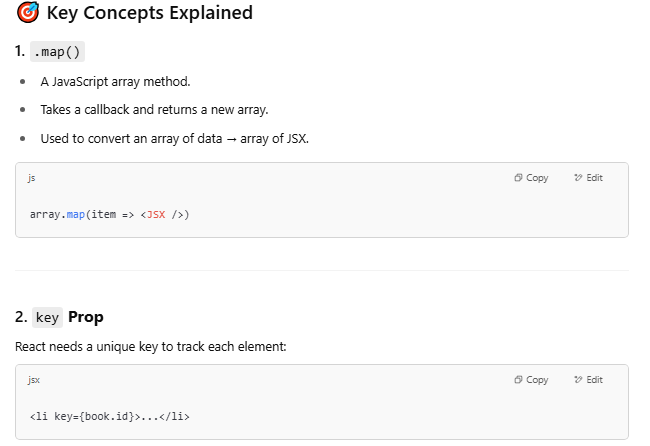 🎯 Key Concepts Explained
1. .map()
• A JavaScript array method.
• Takes a callback and returns a new array.
• Used to convert an array of data → array of JSX.
js Copy Edit
array.map(item => <JSX />)
2. key Prop
React needs a unique key to track each element:
jsx Copy Edit
<li key={book.id}>...</li>